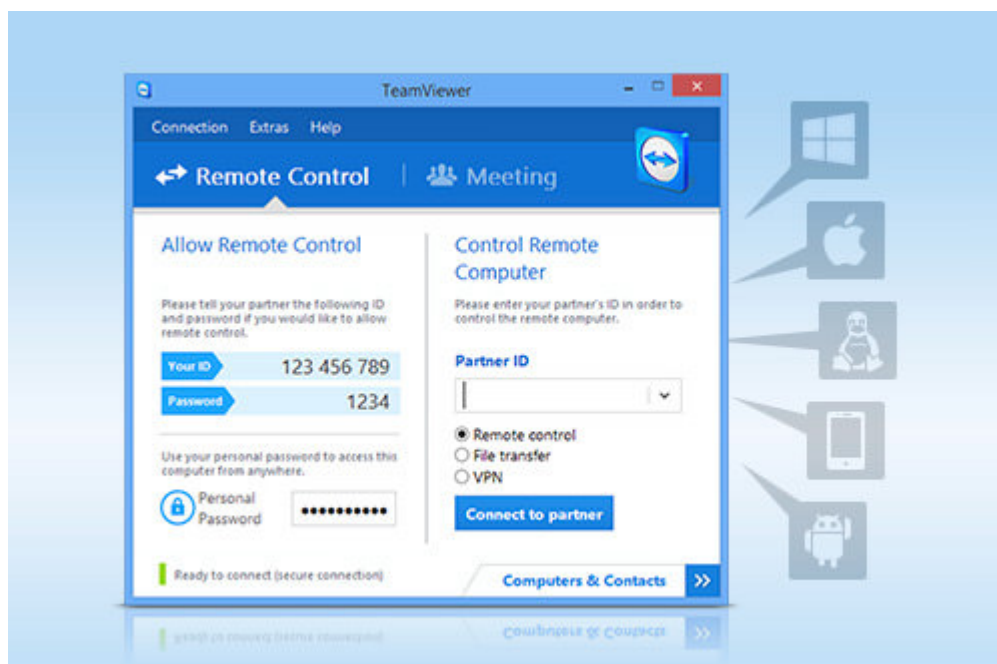 TeamViewer
Connection Extras Help
Remote Control | Meeting
Allow Remote Control
Please tell your partner the following ID
and password if you would like to allow
remote control.
Your ID 123 456 789
Password 1234
Use your personal password to access this
computer from anywhere.
Personal
Password ••••••••••
Control Remote
Computer
Please enter your partner's ID in order to
control the remote computer.
Partner ID
Remote control
File transfer
VPN
Connect to partner
Ready to connect (secure connection)
Computers & Contacts